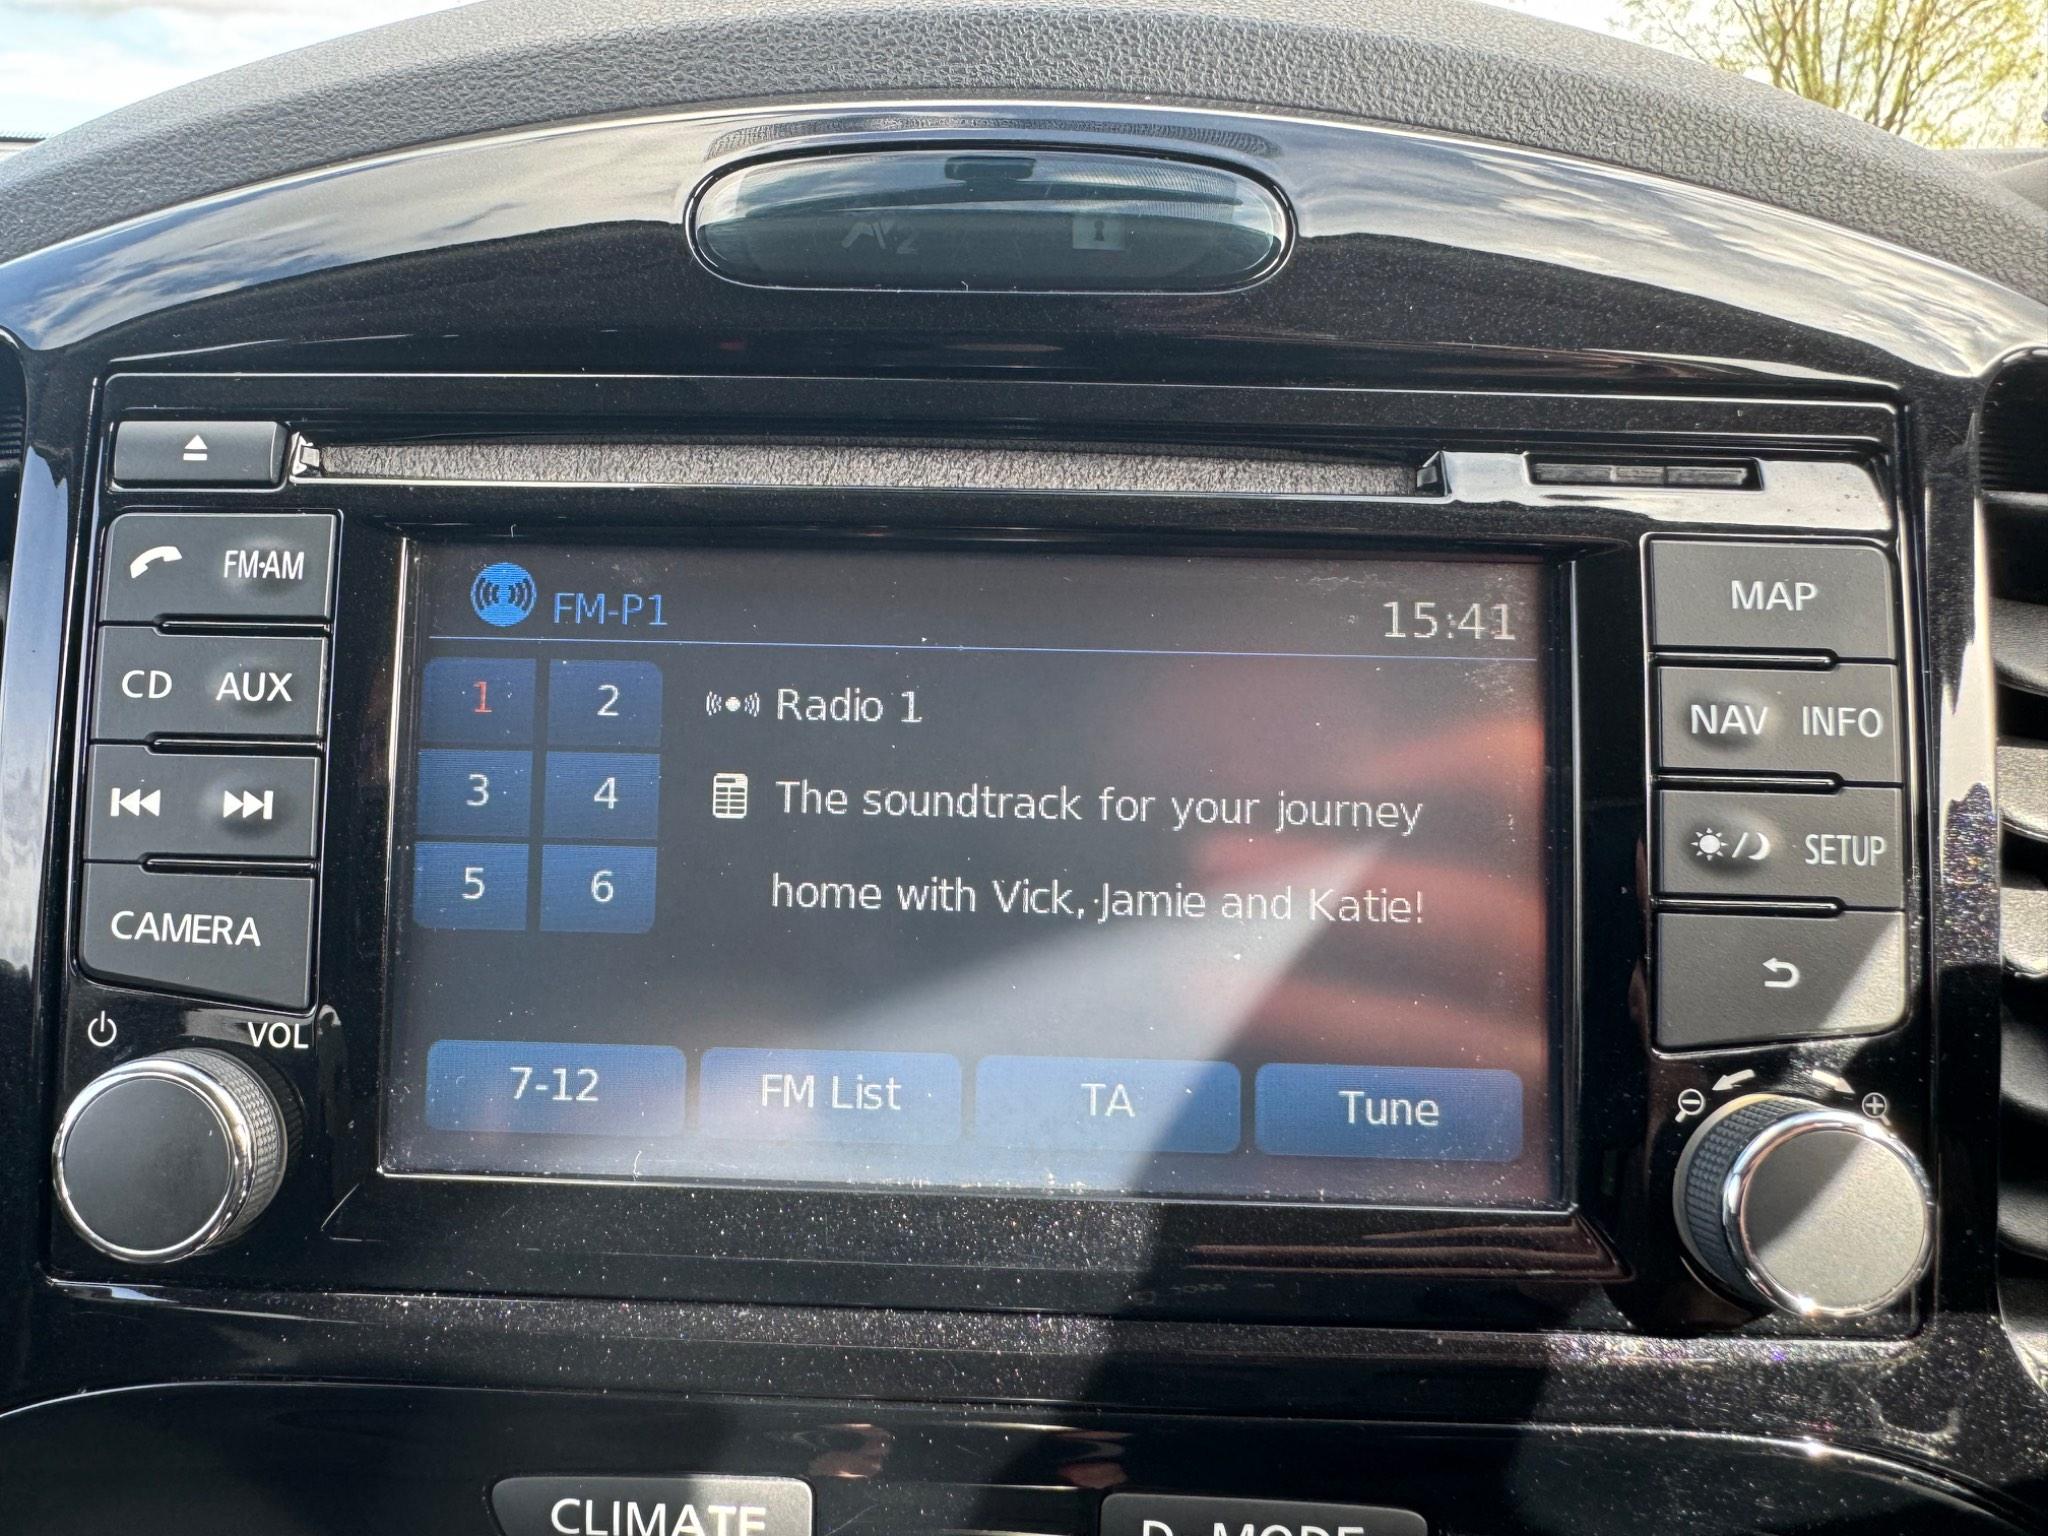 FM·AM
CD AUX
CAMERA
VOL
FM-P1 15:41
1 2
3 4
5 6
Radio 1
The soundtrack for your journey
home with Vick, Jamie and Katie!
7-12 FM List TA Tune
MAP
NAV INFO
SETUP
CLIMATE
D-MODE